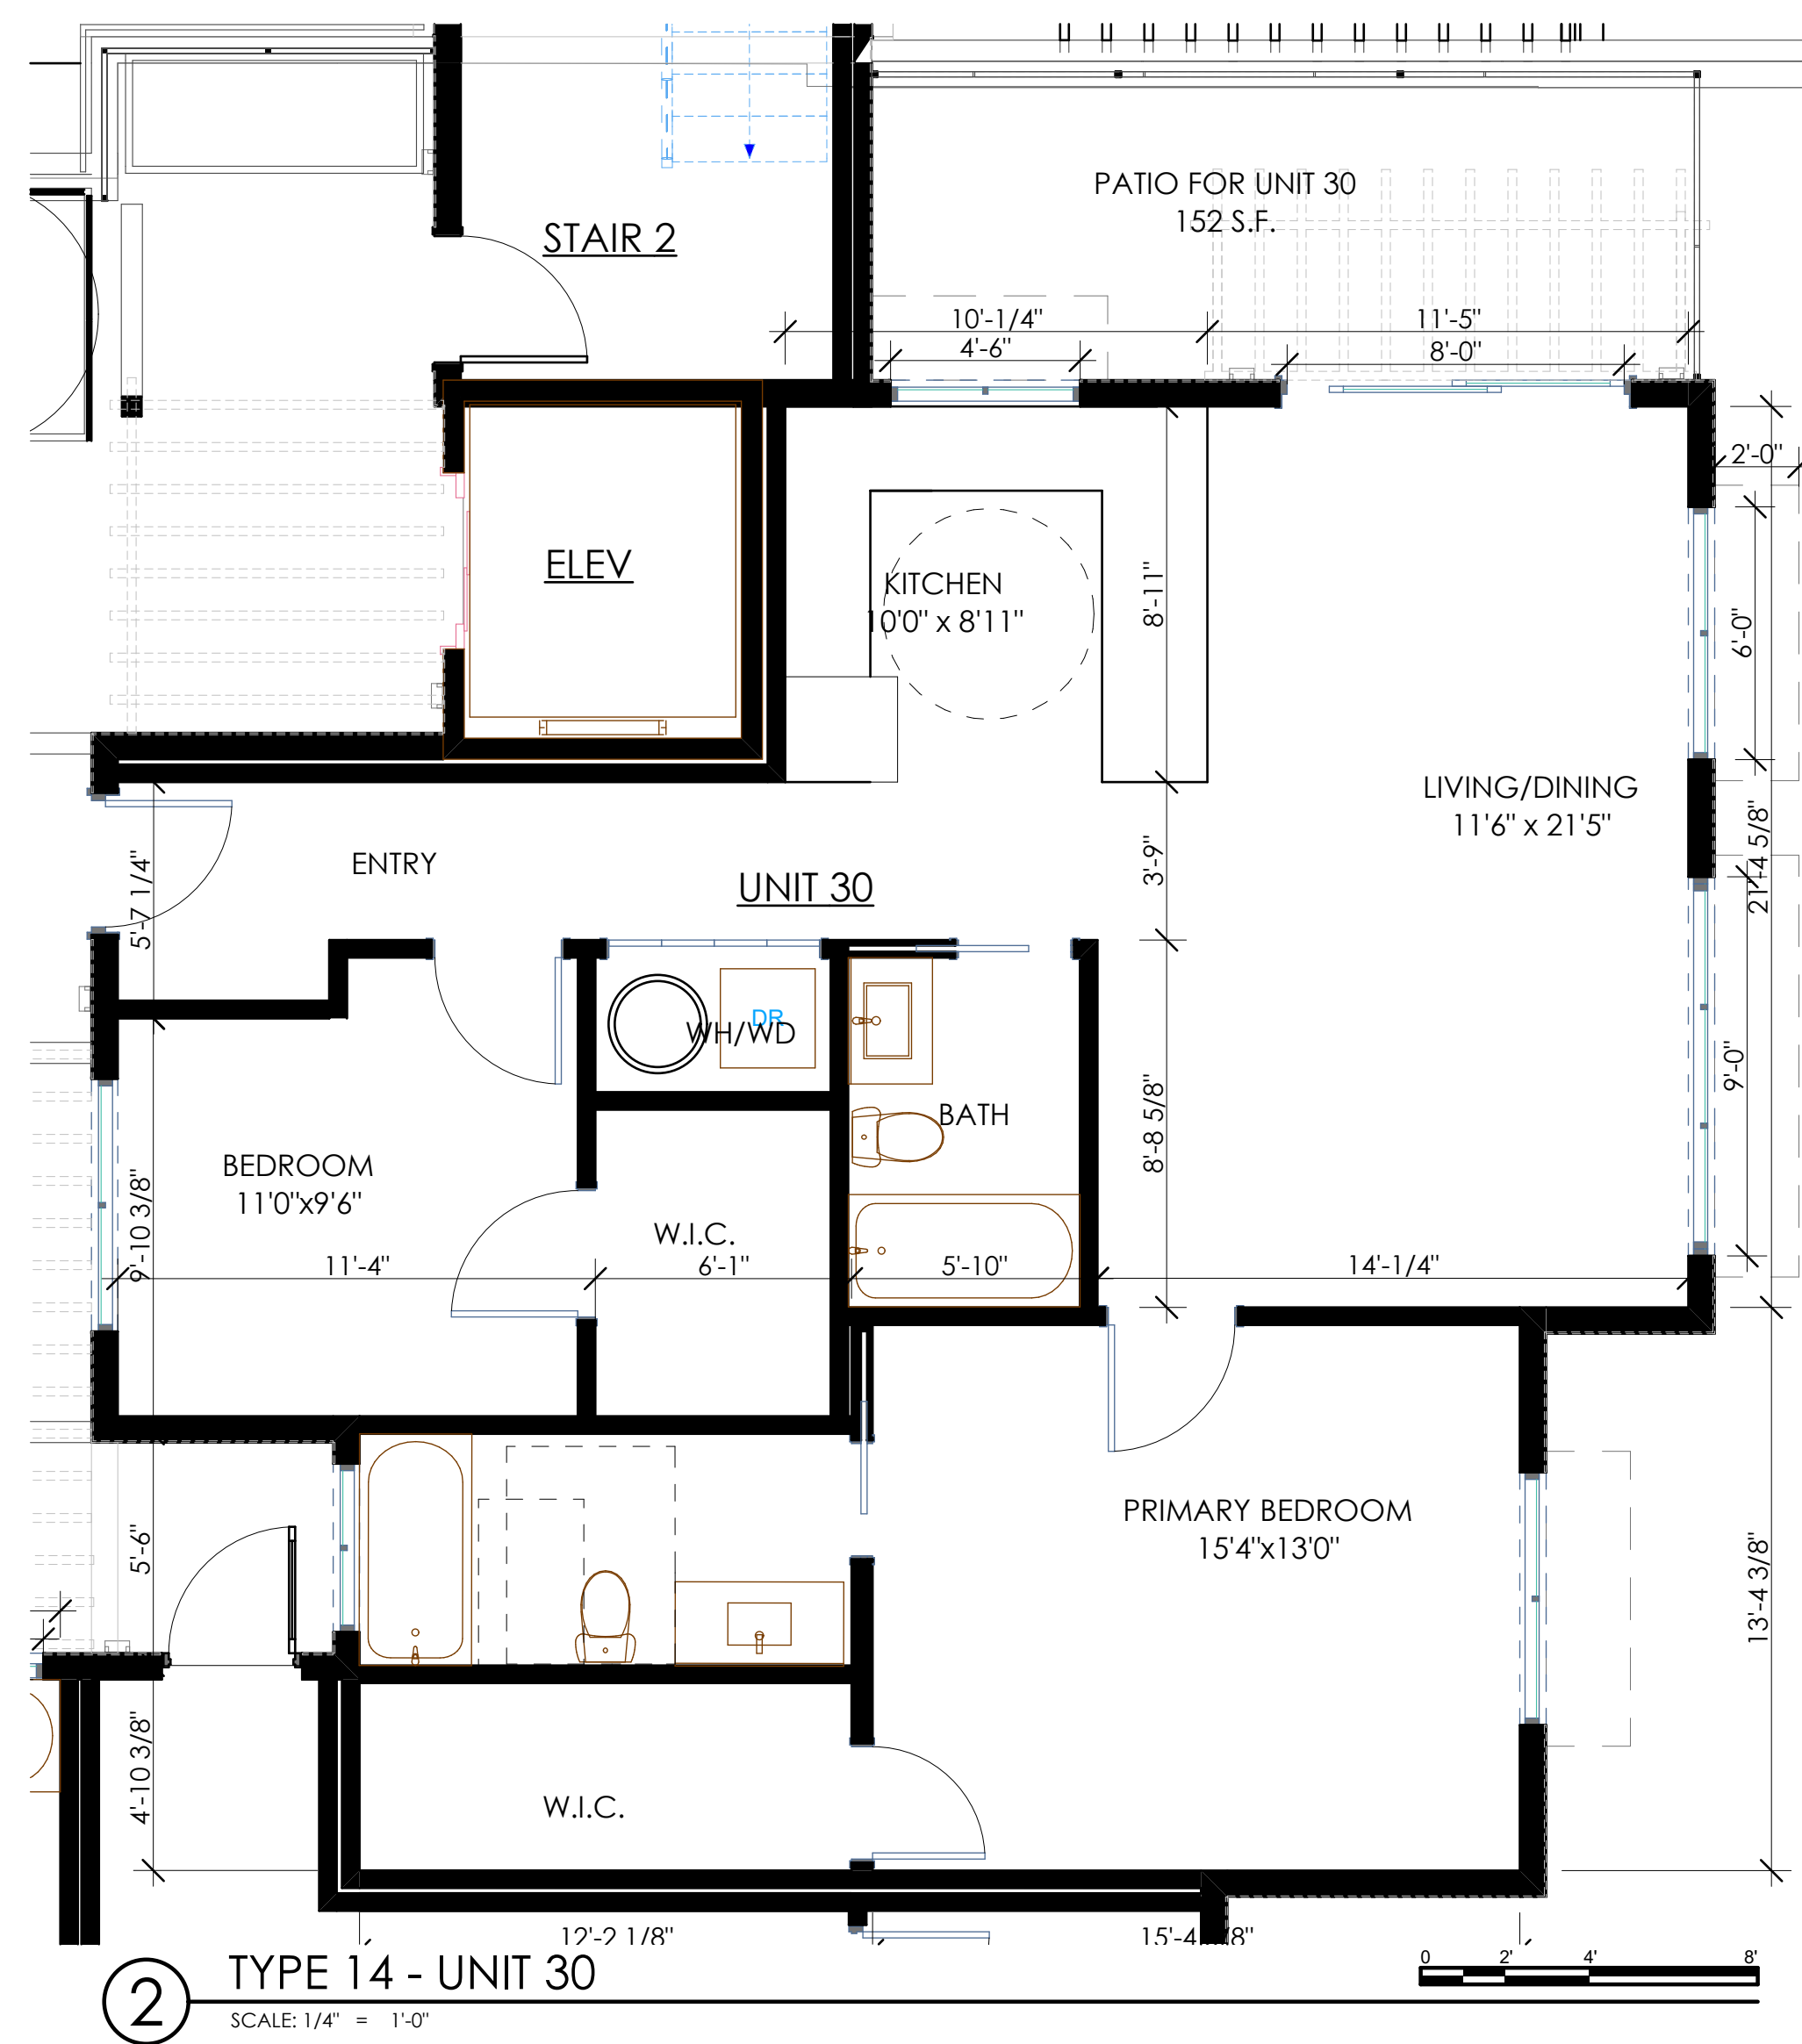 STAIR 2
PATIO FOR UNIT 30
152 S.F.
10'-1/4"
11'-5"
4'-6"
8'-0"
2'-0"
ELEV
KITCHEN
10'0" x 8'11"
8'-11"
6'-0"
LIVING/DINING
11'6" x 21'5"
21'-4 5/8"
ENTRY
5'-7 1/4"
UNIT 30
3'-9"
DR
WH/WD
9'-0"
BATH
8'-8 5/8"
BEDROOM
11'0"x9'6"
9'-10 3/8"
W.I.C.
11'-4"
6'-1"
5'-10"
14'-1/4"
PRIMARY BEDROOM
15'4"x13'0"
5'-6"
13'-4 3/8"
4'-10 3/8"
W.I.C.
12'-2 1/8"
2
TYPE 14 - UNIT 30
SCALE: 1/4" = 1'-0"
0 2' 4' 8'